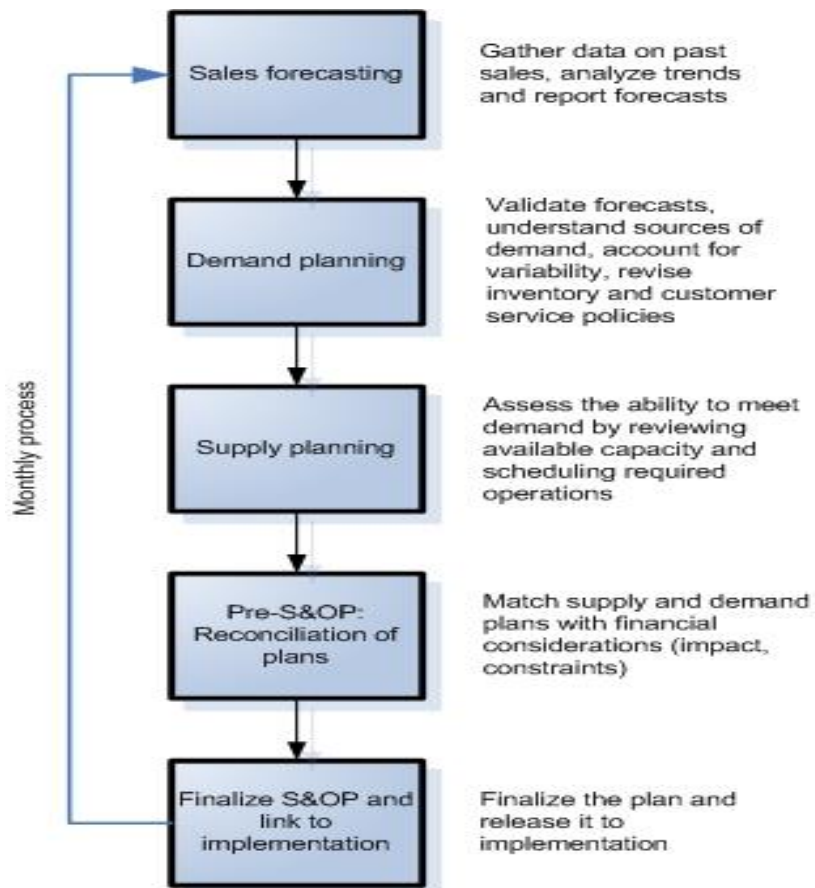 Sales forecasting
Gather data on past
sales, analyze trends
and report forecasts
Demand planning
Validate forecasts,
understand sources of
demand, account for
variability, revise
inventory and customer
service policies
Monthly process
Supply planning
Assess the ability to meet
demand by reviewing
available capacity and
scheduling required
operations
Pre-S&OP:
Reconciliation of
plans
Match supply and demand
plans with financial
considerations (impact,
constraints)
Finalize S&OP and
link to
implementation
Finalize the plan and
release it to
implementation